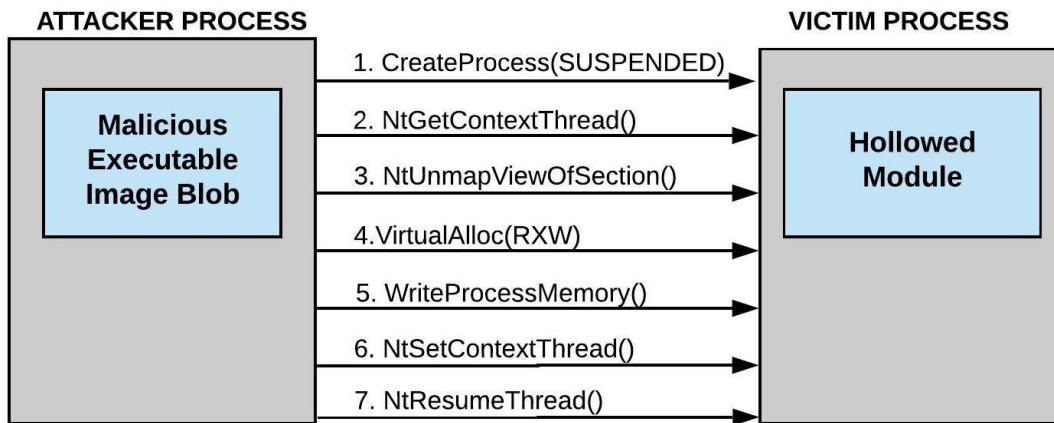 ATTACKER PROCESS
VICTIM PROCESS
Malicious
Executable
Image Blob
1. CreateProcess(SUSPENDED)
2. NtGetContextThread()
3. NtUnmapViewOfSection()
4.VirtualAlloc(RXW)
5. WriteProcessMemory()
6. NtSetContextThread()
7. NtResumeThread()
Hollowed
Module